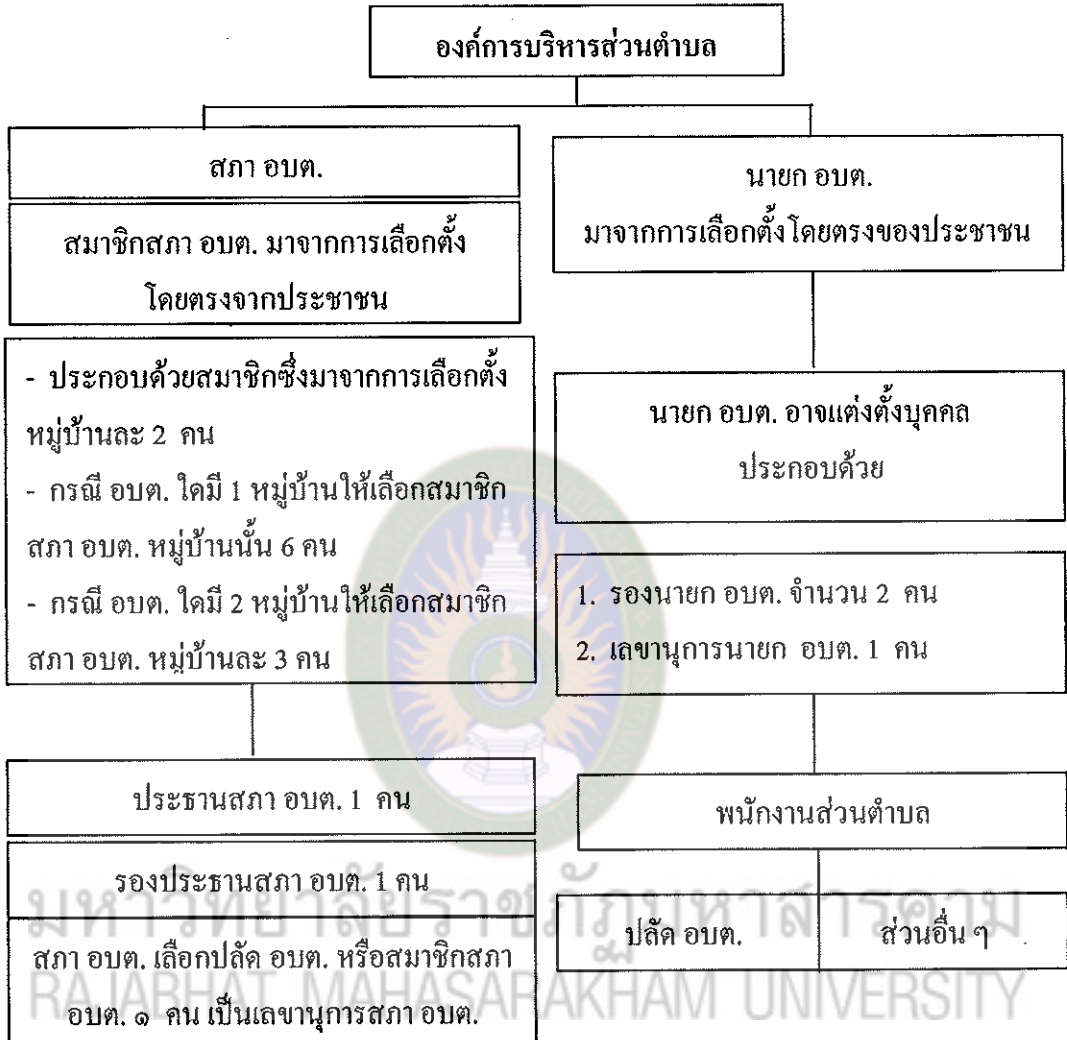 องค์การบริหารส่วนตำบล
สภา อบต.
สมาชิกสภา อบต. มาจากการเลือกตั้ง
โดยตรงจากประชาชน
- ประกอบด้วยสมาชิกซึ่งมาจากการเลือกตั้ง
หมู่บ้านละ 2 คน
- กรณี อบต. ใดมี 1 หมู่บ้านให้เลือกสมาชิก
สภา อบต. หมู่บ้านนั้น 6 คน
- กรณี อบต. ใดมี 2 หมู่บ้านให้เลือกสมาชิก
สภา อบต. หมู่บ้านละ 3 คน
ประธานสภา อบต. 1 คน
รองประธานสภา อบต. 1 คน
สภา อบต. เลือกปลัด อบต. หรือสมาชิกสภา
อบต. ๑ คน เป็นเลขานุการสภา อบต.
นายก อบต.
มาจากการเลือกตั้งโดยตรงของประชาชน
นายก อบต. อาจแต่งตั้งบุคคล
ประกอบด้วย
1. รองนายก อบต. จำนวน 2 คน
2. เลขานุการนายก อบต. 1 คน
พนักงานส่วนตำบล
ปลัด อบต.
ส่วนอื่น ๆ
มหาวิทยาลัยราชภัฏมหาสารคาม
RAJABHAT MAHASARAKHAM UNIVERSITY